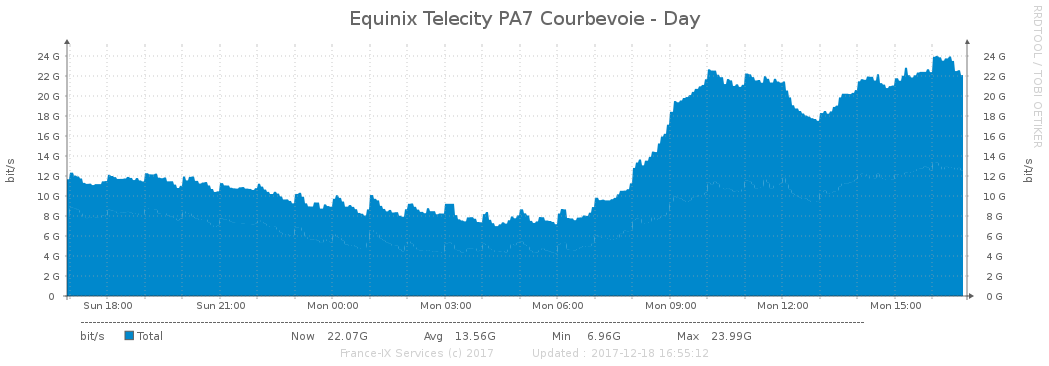 Equinix Telecity PA7 Courbevoie - Day
RRDTOOL / TOBI OETIKER
bit/s
24 G
22 G
20 G
18 G
16 G
14 G
12 G
10 G
8 G
6 G
4 G
2 G
0
24 G
22 G
20 G
18 G
16 G
14 G
12 G
10 G
8 G
6 G
4 G
2 G
0 G
bit/s
Sun 18:00 Sun 21:00 Mon 00:00 Mon 03:00 Mon 06:00 Mon 09:00 Mon 12:00 Mon 15:00
bit/s Total Now 22.07G Avg 13.56G Min 6.96G Max 23.99G
France-IX Services (c) 2017 Updated : 2017-12-18 16:55:12